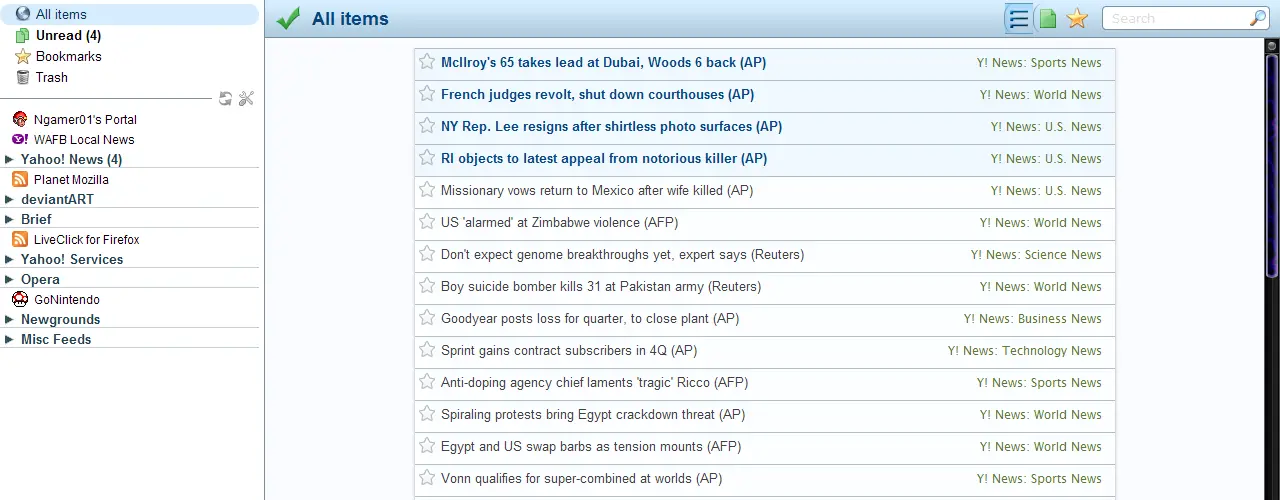 All items
Unread (4)
Bookmarks
Trash
Ngamer01's Portal
WAFB Local News
Yahoo! News (4)
Planet Mozilla
deviantART
Brief
LiveClick for Firefox
Yahoo! Services
Opera
GoNintendo
Newgrounds
Misc Feeds
All items
Search
McIlroy's 65 takes lead at Dubai, Woods 6 back (AP) Y! News: Sports News
French judges revolt, shut down courthouses (AP) Y! News: World News
NY Rep. Lee resigns after shirtless photo surfaces (AP) Y! News: U.S. News
RI objects to latest appeal from notorious killer (AP) Y! News: U.S. News
Missionary vows return to Mexico after wife killed (AP) Y! News: U.S. News
US 'alarmed' at Zimbabwe violence (AFP) Y! News: World News
Don't expect genome breakthroughs yet, expert says (Reuters) Y! News: Science News
Boy suicide bomber kills 31 at Pakistan army (Reuters) Y! News: World News
Goodyear posts loss for quarter, to close plant (AP) Y! News: Business News
Sprint gains contract subscribers in 4Q (AP) Y! News: Technology News
Anti-doping agency chief laments 'tragic' Ricco (AFP) Y! News: Sports News
Spiraling protests bring Egypt crackdown threat (AP) Y! News: World News
Egypt and US swap barbs as tension mounts (AFP) Y! News: World News
Vonn qualifies for super-combined at worlds (AP) Y! News: Sports News